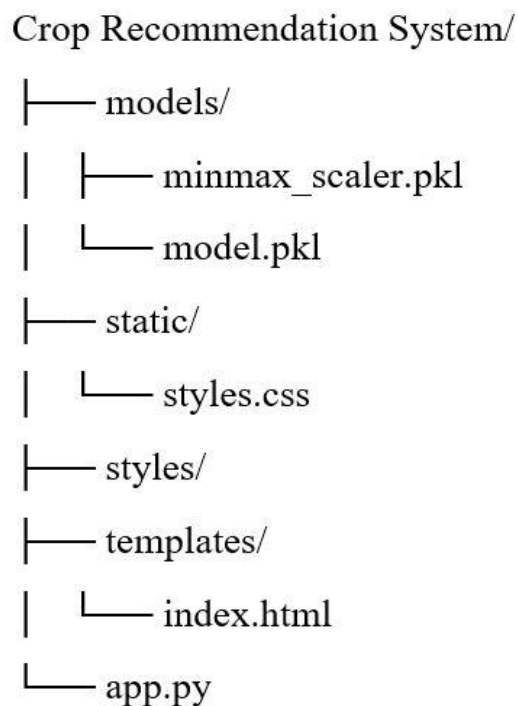 Crop Recommendation System/
├── models/
│   ├── minmax_scaler.pkl
│   └── model.pkl
├── static/
│   └── styles.css
├── styles/
├── templates/
│   └── index.html
└── app.py